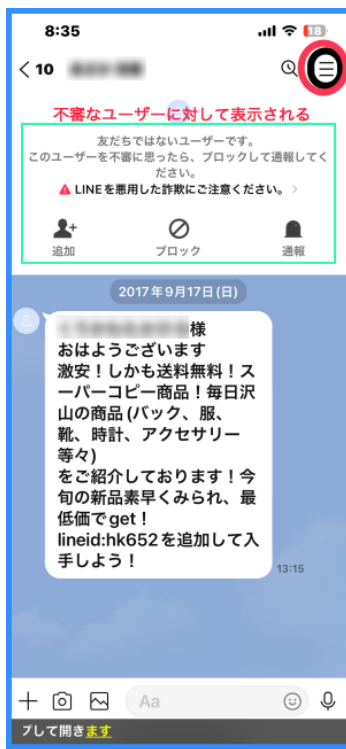 8:35
18
10
不審なユーザーに対して表示される
友だちではないユーザーです。
このユーザーを不審に思ったら、ブロックして通報してく
ださい。
LINEを悪用した詐欺にご注意ください。
追加 ブロック 通報
2017年9月17日(日)
様
おはようございます
激安！しかも送料無料！ス
ーパーコピー商品！毎日沢
山の商品(バック、服、
靴、時計、アクセサリー
等々)
をご紹介しております！今
旬の新品素早くみられ、最
低価でget！
lineid:hk652を追加して入
手しよう！
13:15
Aa
プして開きます